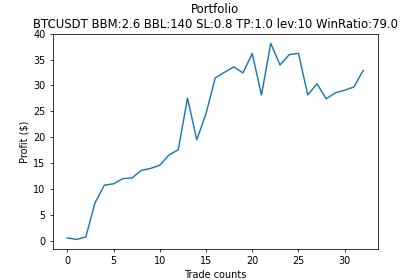 Portfolio
BTCUSDT BBM:2.6 BBL:140 SL:0.8 TP:1.0 lev:10 WinRatio:79.0
40
35
30
25
20
15
10
5
0
Profit ($)
0 5 10 15 20 25 30
Trade counts